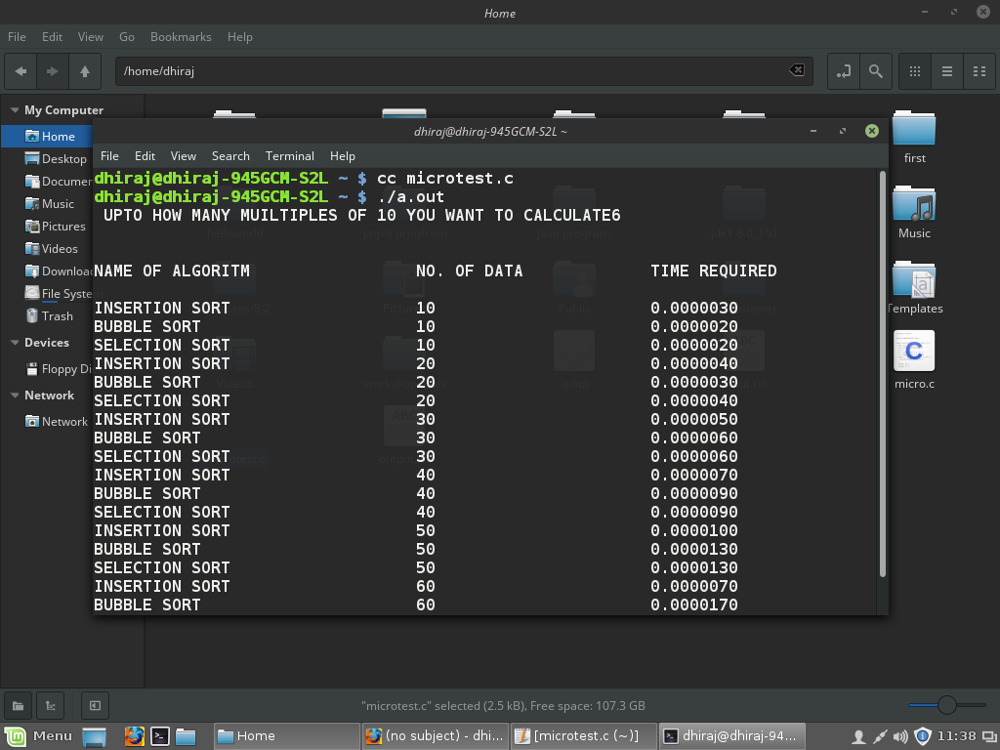 Home
File Edit View Go Bookmarks Help
/home/dhiraj
My Computer
Home
Desktop
Documen
Music
Pictures
Videos
Downloa
File Syste
Trash
Devices
Floppy Di
Network
Network
dhiraj@dhiraj-945GCM-S2L ~
File Edit View Search Terminal Help
dhiraj@dhiraj-945GCM-S2L ~ $ cc microtest.c
dhiraj@dhiraj-945GCM-S2L ~ $ ./a.out
UPTO HOW MANY MUILTIPLES OF 10 YOU WANT TO CALCULATE6
NAME OF ALGORITM NO. OF DATA TIME REQUIRED
INSERTION SORT 10 0.0000030
BUBBLE SORT 10 0.0000020
SELECTION SORT 10 0.0000020
INSERTION SORT 20 0.0000040
BUBBLE SORT 20 0.0000030
SELECTION SORT 20 0.0000040
INSERTION SORT 30 0.0000050
BUBBLE SORT 30 0.0000060
SELECTION SORT 30 0.0000060
INSERTION SORT 40 0.0000070
BUBBLE SORT 40 0.0000090
SELECTION SORT 40 0.0000090
INSERTION SORT 50 0.0000100
BUBBLE SORT 50 0.0000130
SELECTION SORT 50 0.0000130
INSERTION SORT 60 0.0000070
BUBBLE SORT 60 0.0000170
first
Music
Templates
C
micro.c
"microtest.c" selected (2.5 kB), Free space: 107.3 GB
Menu Home (no subject) - dhi... [microtest.c (~)] dhiraj@dhiraj-94... 11:38